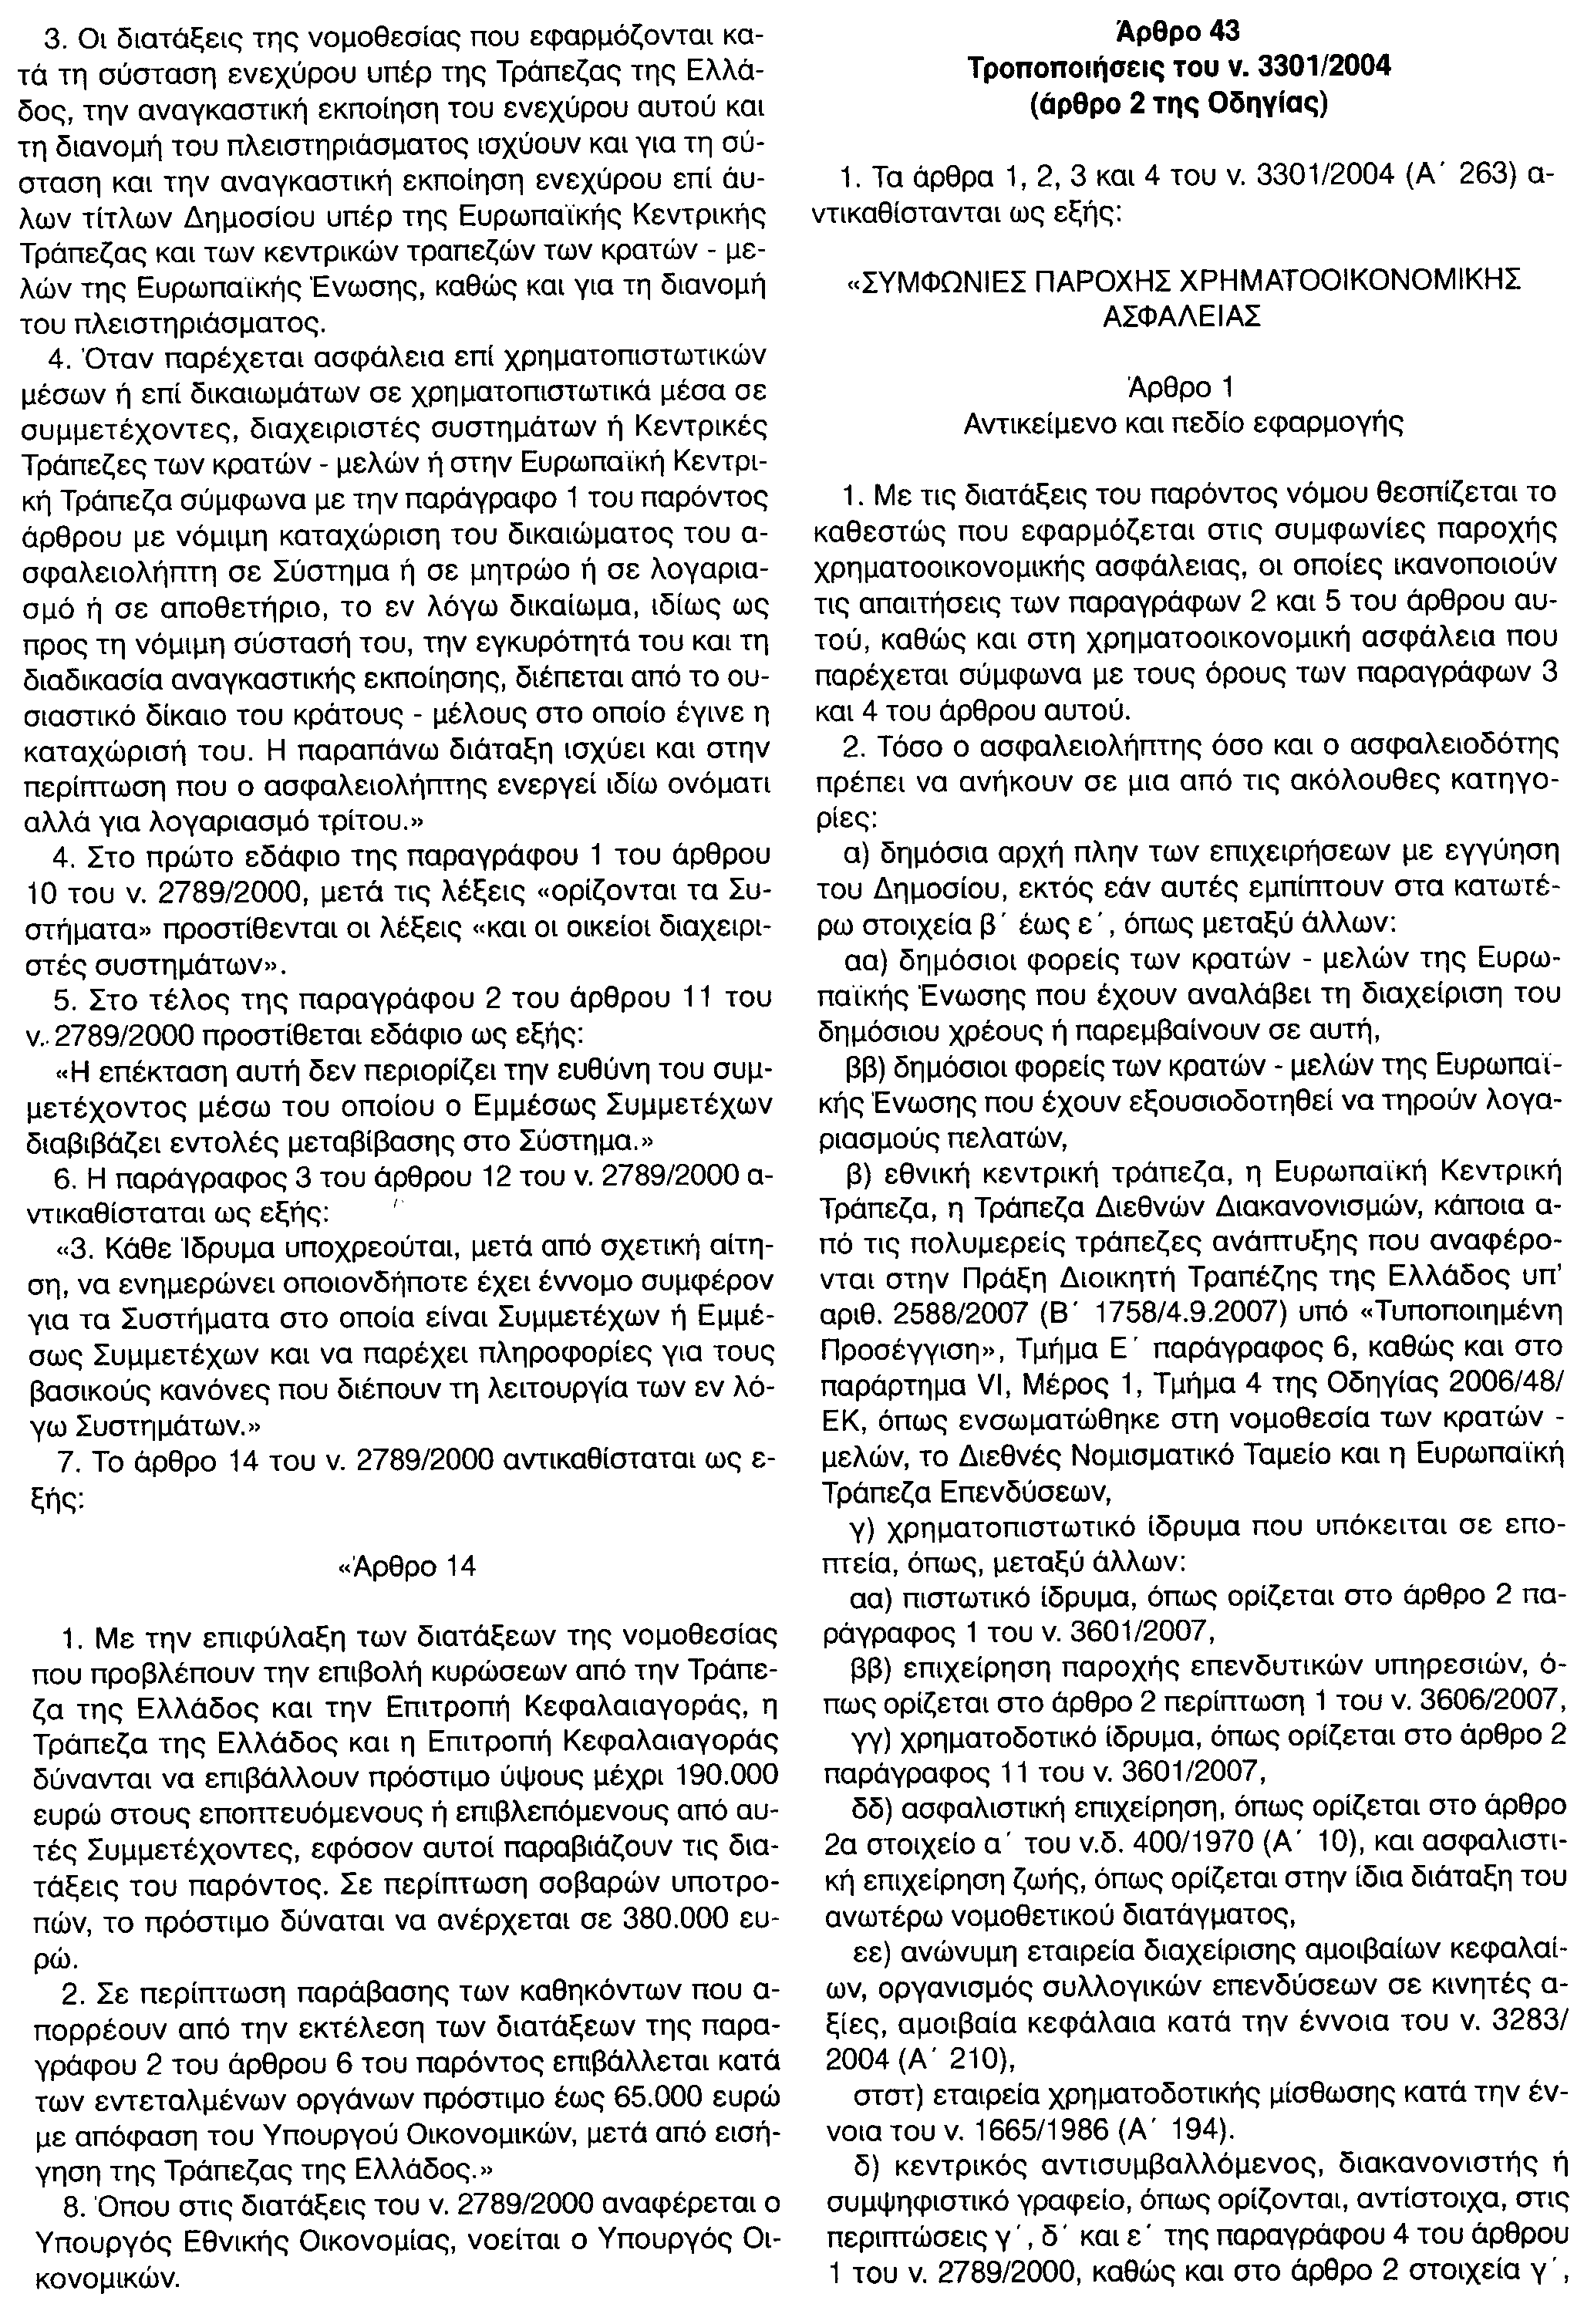 3. Οι διατάξεις της νομοθεσίας που εφαρμόζονται κα-
τά τη σύσταση ενεχύρου υπέρ της Τράπεζας της Ελλά-
δος, την αναγκαστική εκποίηση του ενεχύρου αυτού και
τη διανομή του πλειστηριάσματος ισχύουν και για τη σύ-
σταση και την αναγκαστική εκποίηση ενεχύρου επί άυ-
λων τίτλων Δημοσίου υπέρ της Ευρωπαϊκής Κεντρικής
Τράπεζας και των κεντρικών τραπεζών των κρατών - με-
λών της Ευρωπαϊκής Ένωσης, καθώς και για τη διανομή
του πλειστηριάσματος.
4. Όταν παρέχεται ασφάλεια επί χρηματοπιστωτικών
μέσων ή επί δικαιωμάτων σε χρηματοπιστωτικά μέσα σε
συμμετέχοντες, διαχειριστές συστημάτων ή Κεντρικές
Τράπεζες των κρατών - μελών ή στην Ευρωπαϊκή Κεντρι-
κή Τράπεζα σύμφωνα με την παράγραφο 1 του παρόντος
άρθρου με νόμιμη καταχώριση του δικαιώματος του α-
σφαλειολήπτη σε Σύστημα ή σε μητρώο ή σε λογαρια-
σμό ή σε αποθετήριο, το εν λόγω δικαίωμα, ιδίως ως
προς τη νόμιμη σύστασή του, την εγκυρότητά του και τη
διαδικασία αναγκαστικής εκποίησης, διέπεται από το ου-
σιαστικό δίκαιο του κράτους - μέλους στο οποίο έγινε η
καταχώρισή του. Η παραπάνω διάταξη ισχύει και στην
περίπτωση που ο ασφαλειολήπτης ενεργεί ιδίω ονόματι
αλλά για λογαριασμό τρίτου.»
4. Στο πρώτο εδάφιο της παραγράφου 1 του άρθρου
10 του ν. 2789/2000, μετά τις λέξεις «ορίζονται τα Συ-
στήματα» προστίθενται οι λέξεις «και οι οικείοι διαχειρι-
στές συστημάτων».
5. Στο τέλος της παραγράφου 2 του άρθρου 11 του
ν. 2789/2000 προστίθεται εδάφιο ως εξής:
«Η επέκταση αυτή δεν περιορίζει την ευθύνη του συμ-
μετέχοντος μέσω του οποίου ο Εμμέσως Συμμετέχων
διαβιβάζει εντολές μεταβίβασης στο Σύστημα.»
6. Η παράγραφος 3 του άρθρου 12 του ν. 2789/2000 α-
ντικαθίσταται ως εξής:
«3. Κάθε Ίδρυμα υποχρεούται, μετά από σχετική αίτη-
ση, να ενημερώνει οποιονδήποτε έχει έννομο συμφέρον
για τα Συστήματα στο οποία είναι Συμμετέχων ή Εμμέ-
σως Συμμετέχων και να παρέχει πληροφορίες για τους
βασικούς κανόνες που διέπουν τη λειτουργία των εν λό-
γω Συστημάτων.»
7. Το άρθρο 14 του ν. 2789/2000 αντικαθίσταται ως ε-
ξής:
«Άρθρο 14
1. Με την επιφύλαξη των διατάξεων της νομοθεσίας
που προβλέπουν την επιβολή κυρώσεων από την Τράπε-
ζα της Ελλάδος και την Επιτροπή Κεφαλαιαγοράς, η
Τράπεζα της Ελλάδος και η Επιτροπή Κεφαλαιαγοράς
δύνανται να επιβάλλουν πρόστιμο ύψους μέχρι 190.000
ευρώ στους εποπτευόμενους ή επιβλεπόμενους από αυ-
τές Συμμετέχοντες, εφόσον αυτοί παραβιάζουν τις δια-
τάξεις του παρόντος. Σε περίπτωση σοβαρών υποτρο-
πών, το πρόστιμο δύναται να ανέρχεται σε 380.000 ευ-
ρώ.
2. Σε περίπτωση παράβασης των καθηκόντων που α-
πορρέουν από την εκτέλεση των διατάξεων της παρα-
γράφου 2 του άρθρου 6 του παρόντος επιβάλλεται κατά
των εντεταλμένων οργάνων πρόστιμο έως 65.000 ευρώ
με απόφαση του Υπουργού Οικονομικών, μετά από εισή-
γηση της Τράπεζας της Ελλάδος.»
8. Όπου στις διατάξεις του ν. 2789/2000 αναφέρεται ο
Υπουργός Εθνικής Οικονομίας, νοείται ο Υπουργός Οι-
κονομικών.
Άρθρο 43
Τροποποιήσεις του ν. 3301/2004
(άρθρο 2 της Οδηγίας)
1. Τα άρθρα 1, 2, 3 και 4 του ν. 3301/2004 (Α΄ 263) α-
ντικαθίστανται ως εξής:
«ΣΥΜΦΩΝΙΕΣ ΠΑΡΟΧΗΣ ΧΡΗΜΑΤΟΟΙΚΟΝΟΜΙΚΗΣ
ΑΣΦΑΛΕΙΑΣ
Άρθρο 1
Αντικείμενο και πεδίο εφαρμογής
1. Με τις διατάξεις του παρόντος νόμου θεσπίζεται το
καθεστώς που εφαρμόζεται στις συμφωνίες παροχής
χρηματοοικονομικής ασφάλειας, οι οποίες ικανοποιούν
τις απαιτήσεις των παραγράφων 2 και 5 του άρθρου αυ-
τού, καθώς και στη χρηματοοικονομική ασφάλεια που
παρέχεται σύμφωνα με τους όρους των παραγράφων 3
και 4 του άρθρου αυτού.
2. Τόσο ο ασφαλειολήπτης όσο και ο ασφαλειοδότης
πρέπει να ανήκουν σε μια από τις ακόλουθες κατηγο-
ρίες:
α) δημόσια αρχή πλην των επιχειρήσεων με εγγύηση
του Δημοσίου, εκτός εάν αυτές εμπίπτουν στα κατωτέ-
ρω στοιχεία β΄ έως ε΄, όπως μεταξύ άλλων:
αα) δημόσιοι φορείς των κρατών - μελών της Ευρω-
παϊκής Ένωσης που έχουν αναλάβει τη διαχείριση του
δημόσιου χρέους ή παρεμβαίνουν σε αυτή,
ββ) δημόσιοι φορείς των κρατών - μελών της Ευρωπαϊ-
κής Ένωσης που έχουν εξουσιοδοτηθεί να τηρούν λογα-
ριασμούς πελατών,
β) εθνική κεντρική τράπεζα, η Ευρωπαϊκή Κεντρική
Τράπεζα, η Τράπεζα Διεθνών Διακανονισμών, κάποια α-
πό τις πολυμερείς τράπεζες ανάπτυξης που αναφέρο-
νται στην Πράξη Διοικητή Τραπέζης της Ελλάδος υπ’
αριθ. 2588/2007 (Β΄ 1758/4.9.2007) υπό «Τυποποιημένη
Προσέγγιση», Τμήμα Ε΄ παράγραφος 6, καθώς και στο
παράρτημα VI, Μέρος 1, Τμήμα 4 της Οδηγίας 2006/48/
ΕΚ, όπως ενσωματώθηκε στη νομοθεσία των κρατών -
μελών, το Διεθνές Νομισματικό Ταμείο και η Ευρωπαϊκή
Τράπεζα Επενδύσεων,
γ) χρηματοπιστωτικό ίδρυμα που υπόκειται σε επο-
πτεία, όπως, μεταξύ άλλων:
αα) πιστωτικό ίδρυμα, όπως ορίζεται στο άρθρο 2 πα-
ράγραφος 1 του ν. 3601/2007,
ββ) επιχείρηση παροχής επενδυτικών υπηρεσιών, ό-
πως ορίζεται στο άρθρο 2 περίπτωση 1 του ν. 3606/2007,
γγ) χρηματοδοτικό ίδρυμα, όπως ορίζεται στο άρθρο 2
παράγραφος 11 του ν. 3601/2007,
δδ) ασφαλιστική επιχείρηση, όπως ορίζεται στο άρθρο
2α στοιχείο α΄ του ν.δ. 400/1970 (Α΄ 10), και ασφαλιστι-
κή επιχείρηση ζωής, όπως ορίζεται στην ίδια διάταξη του
ανωτέρω νομοθετικού διατάγματος,
εε) ανώνυμη εταιρεία διαχείρισης αμοιβαίων κεφαλαί-
ων, οργανισμός συλλογικών επενδύσεων σε κινητές α-
ξίες, αμοιβαία κεφάλαια κατά την έννοια του ν. 3283/
2004 (Α΄ 210),
στστ) εταιρεία χρηματοδοτικής μίσθωσης κατά την έν-
νοια του ν. 1665/1986 (Α΄ 194).
δ) κεντρικός αντισυμβαλλόμενος, διακανονιστής ή
συμψηφιστικό γραφείο, όπως ορίζονται, αντίστοιχα, στις
περιπτώσεις γ΄, δ΄ και ε΄ της παραγράφου 4 του άρθρου
1 του ν. 2789/2000, καθώς και στο άρθρο 2 στοιχεία γ΄,